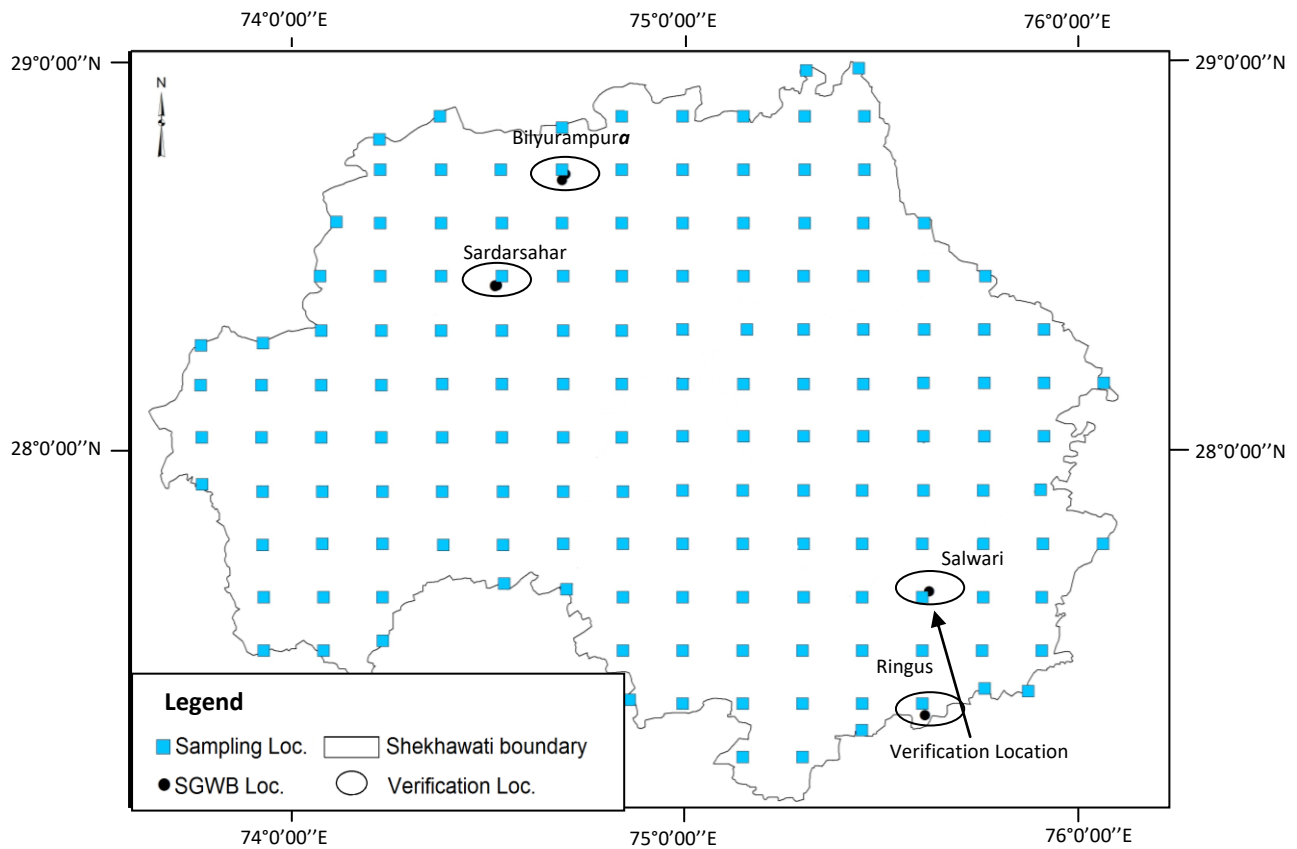 74°0'00''E 75°0'00''E 76°0'00''E
29°0'00''N 29°0'00''N
N
Bilyurampura
Sardarsahar
28°0'00''N 28°0'00''N
Salwari
Ringus
Verification Location
Legend
Sampling Loc. Shekhawati boundary
SGWB Loc. Verification Loc.
74°0'00''E 75°0'00''E 76°0'00''E